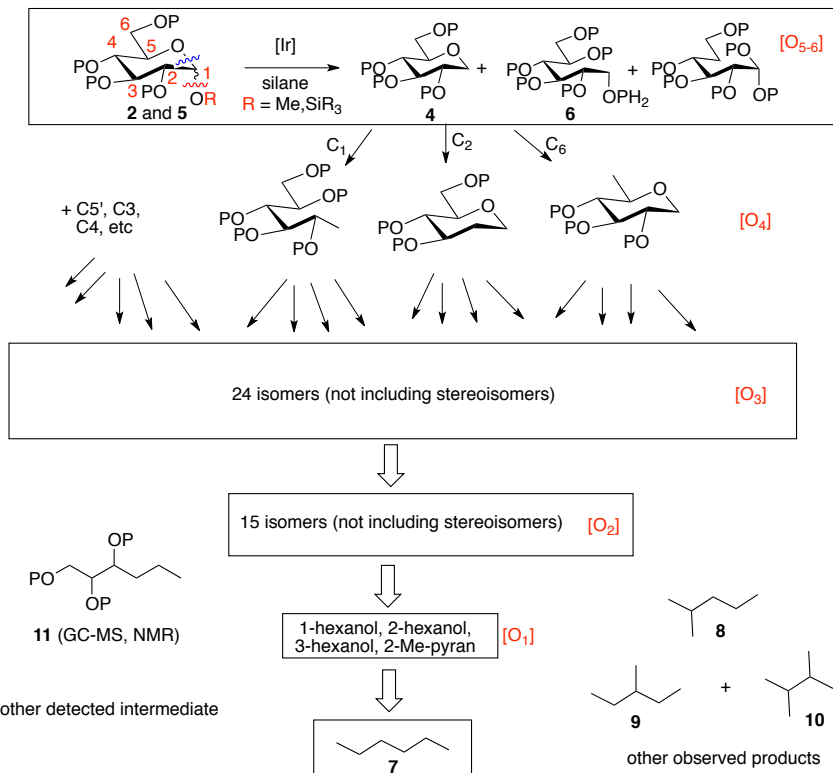 6
OP
4
5
O
PO
PO
3
2
1
PO
OR
2 and 5
[Ir]
silane
R = Me,SiR3
OP
O
PO
PO
PO
4
+
OP
OP
PO
PO
PO
OPH2
6
+
OP
PO
O
PO
PO
OP
[O5-6]
C1
C2
C6
+ C5', C3,
C4, etc
OP
OP
PO
PO
PO
OP
O
PO
PO
O
PO
PO
PO
[O4]
24 isomers (not including stereoisomers)
[O3]
15 isomers (not including stereoisomers)
[O2]
OP
PO
OP
11 (GC-MS, NMR)
1-hexanol, 2-hexanol,
3-hexanol, 2-Me-pyran
[O1]
8
9
+
10
other detected intermediate
7
other observed products